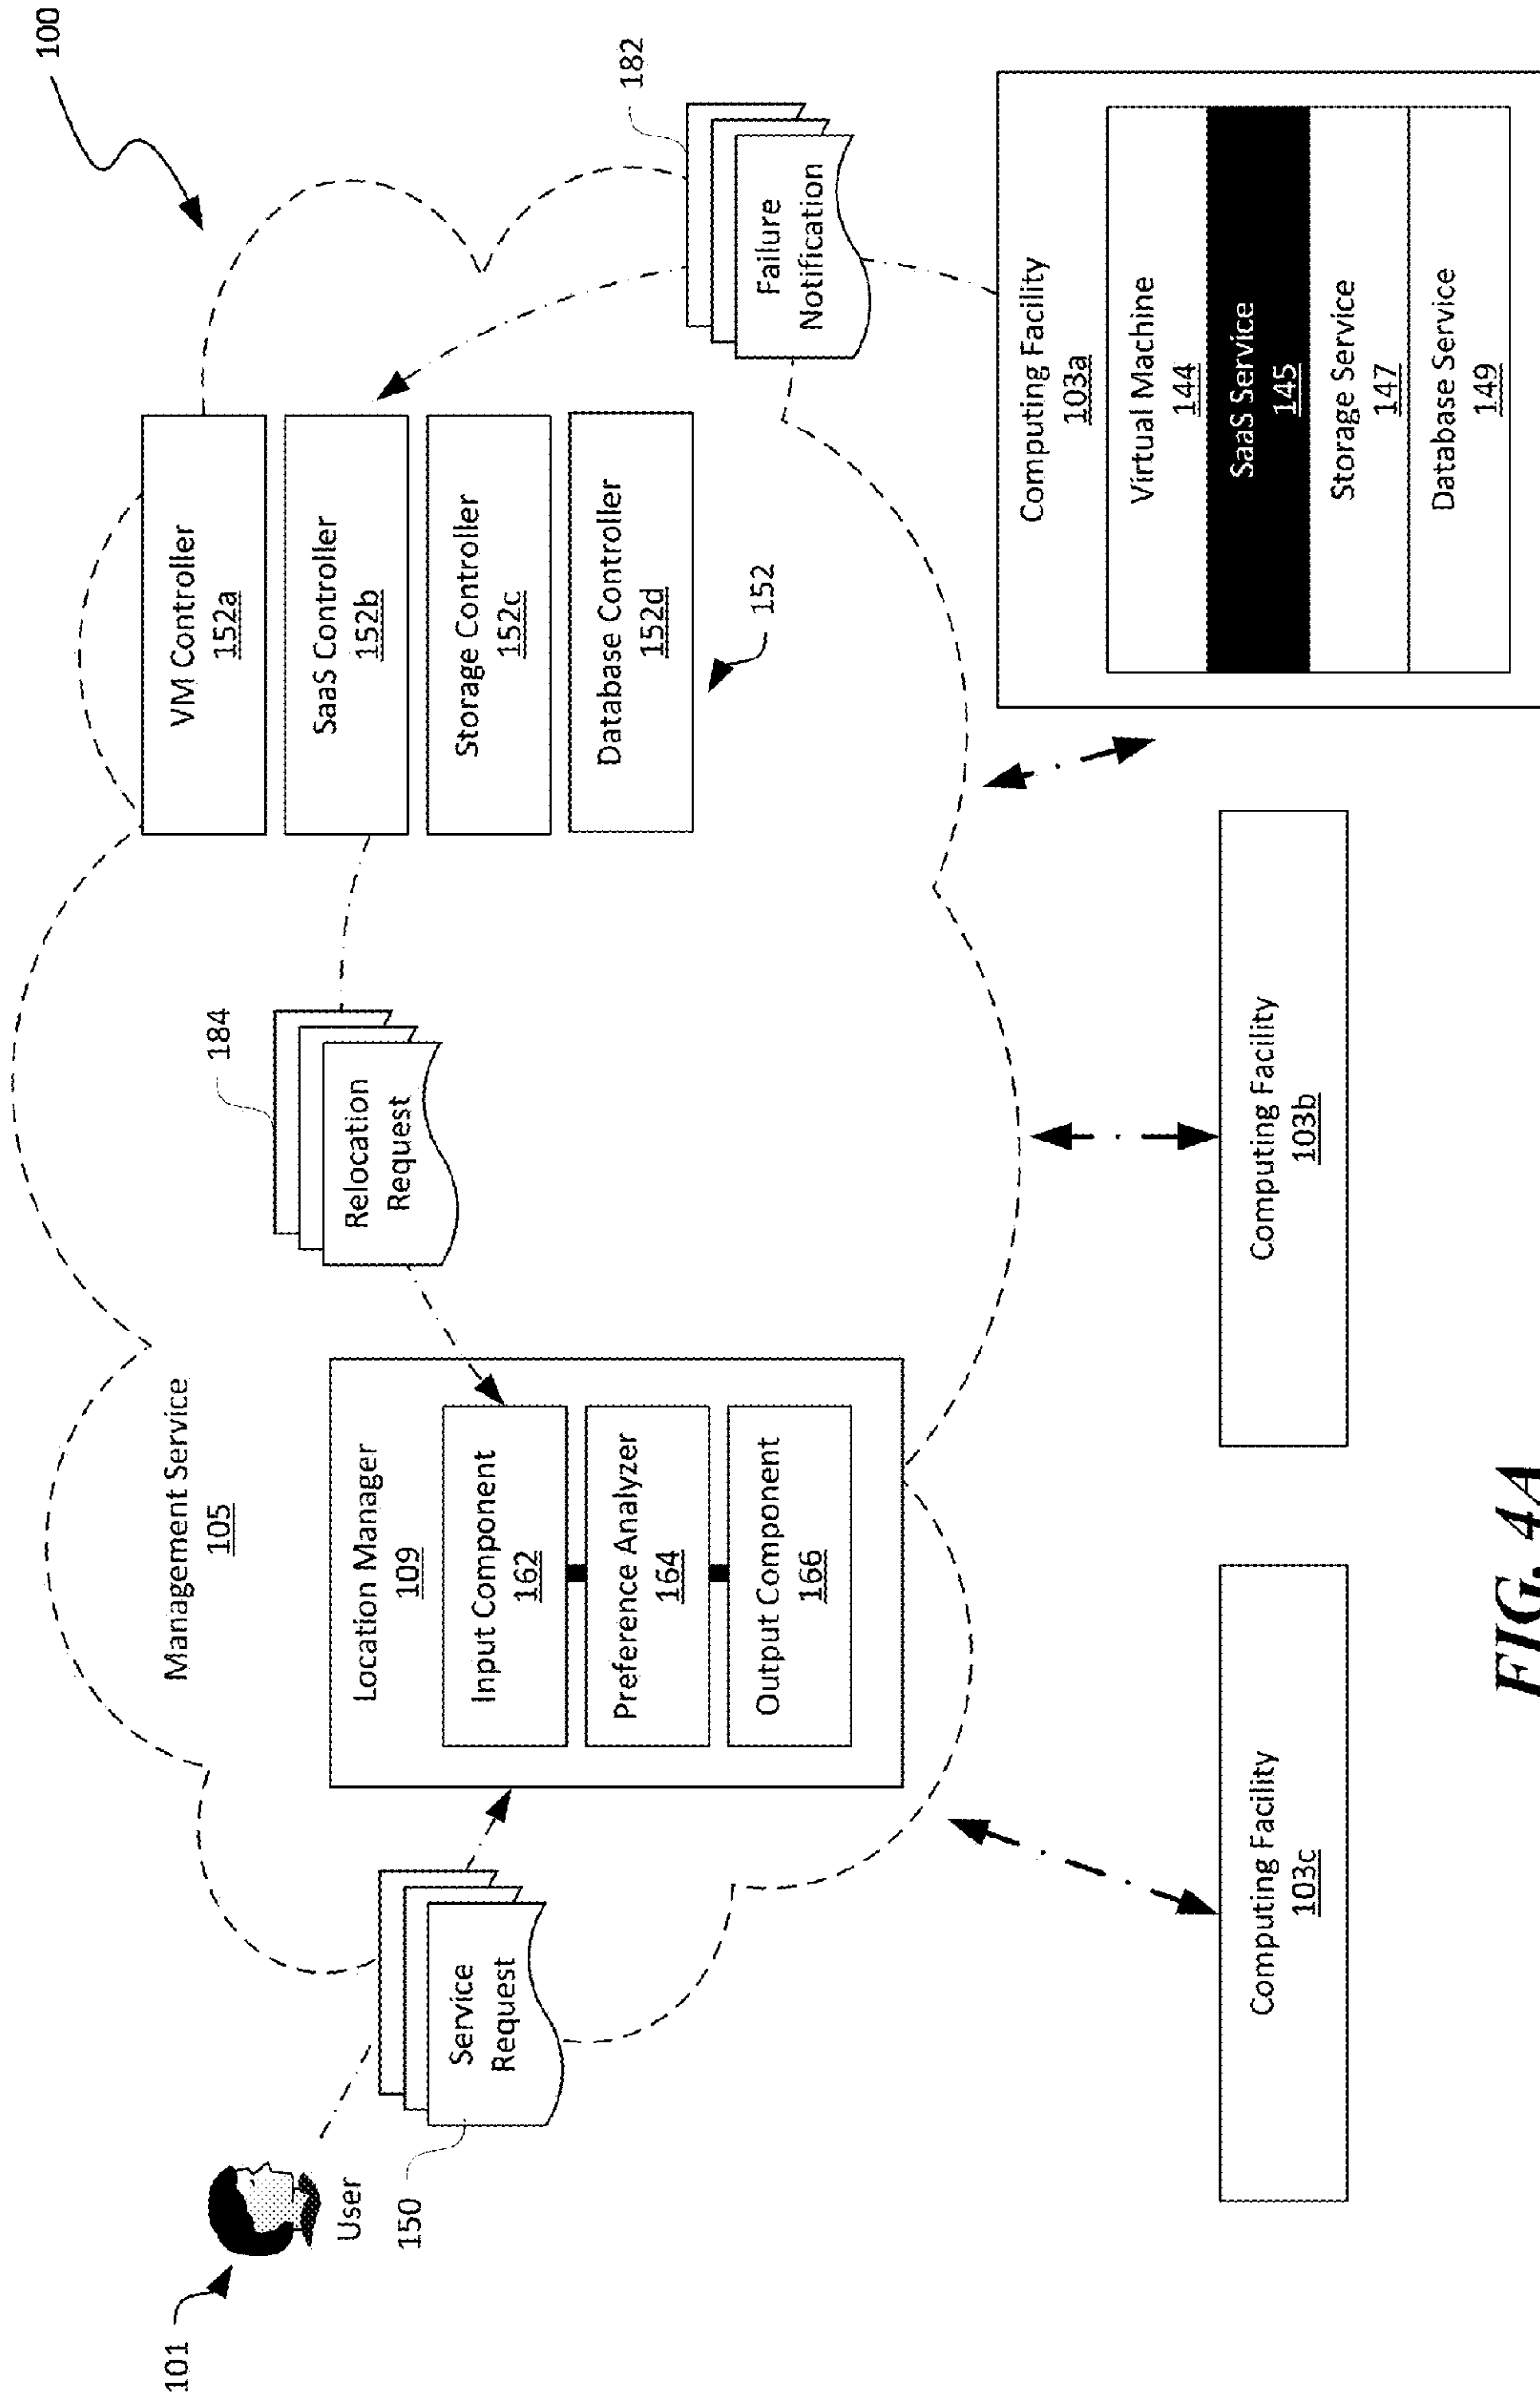 100
101
User
150
Service
Request
Management Service
105
Location Manager
109
Input Component
162
Preference Analyzer
164
Output Component
166
184
Relocation
Request
VM Controller
152a
SaaS Controller
152b
Storage Controller
152c
Database Controller
152d
152
182
Failure
Notification
Computing Facility
103c
Computing Facility
103b
Computing Facility
103a
Virtual Machine
144
SaaS Service
145
Storage Service
147
Database Service
149
FIG. 4A